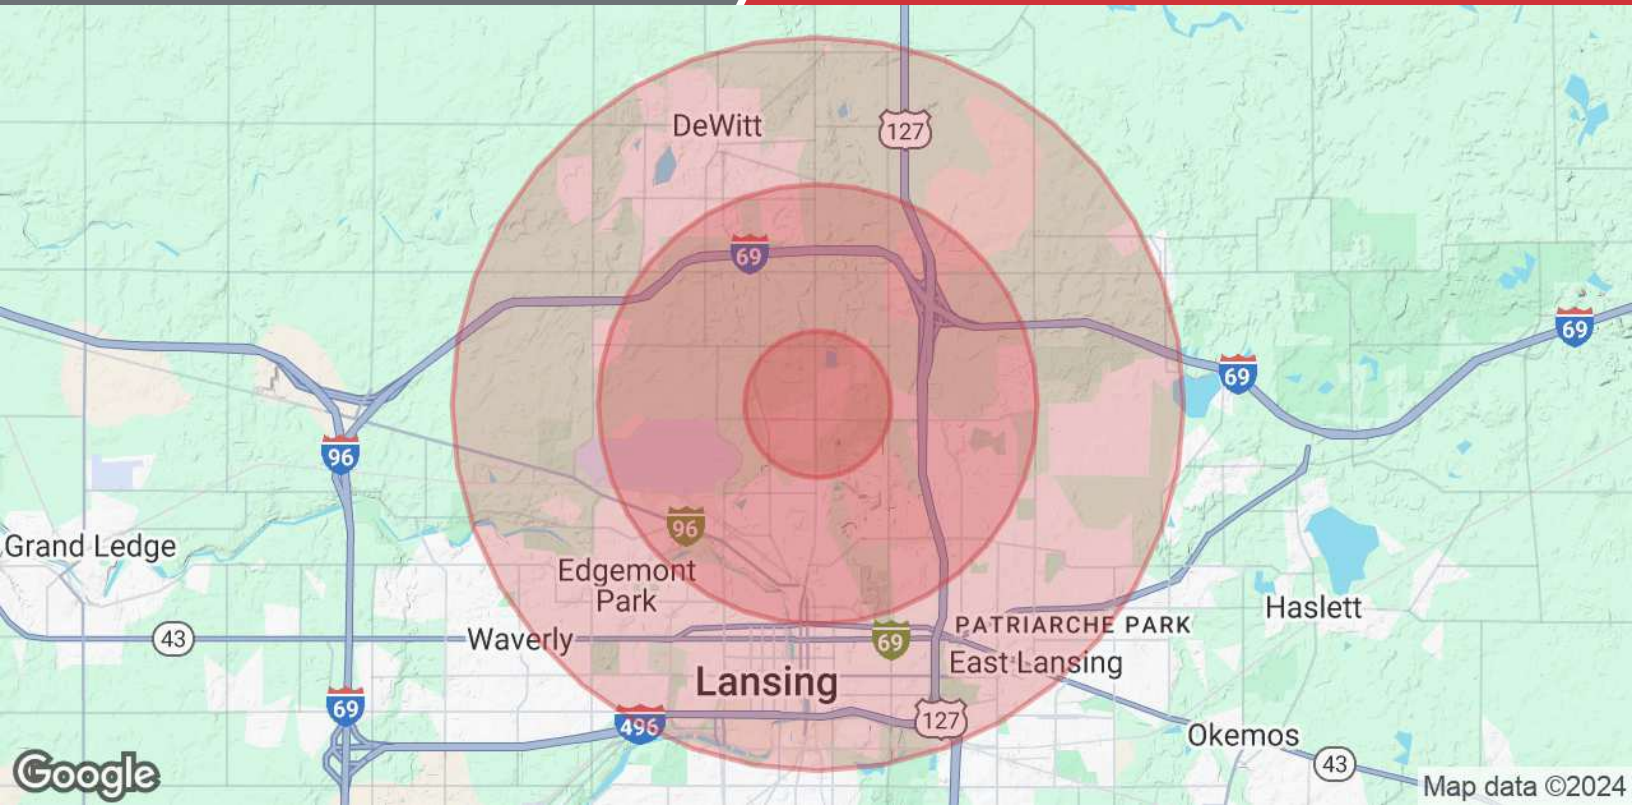 DeWitt
127
69
69
69
96
96
Grand Ledge
Edgemont
Park
Haslett
43
Waverly
PATRIARCHE PARK
69
East Lansing
Lansing
69
496
127
Okemos
43
Google
Map data ©2024